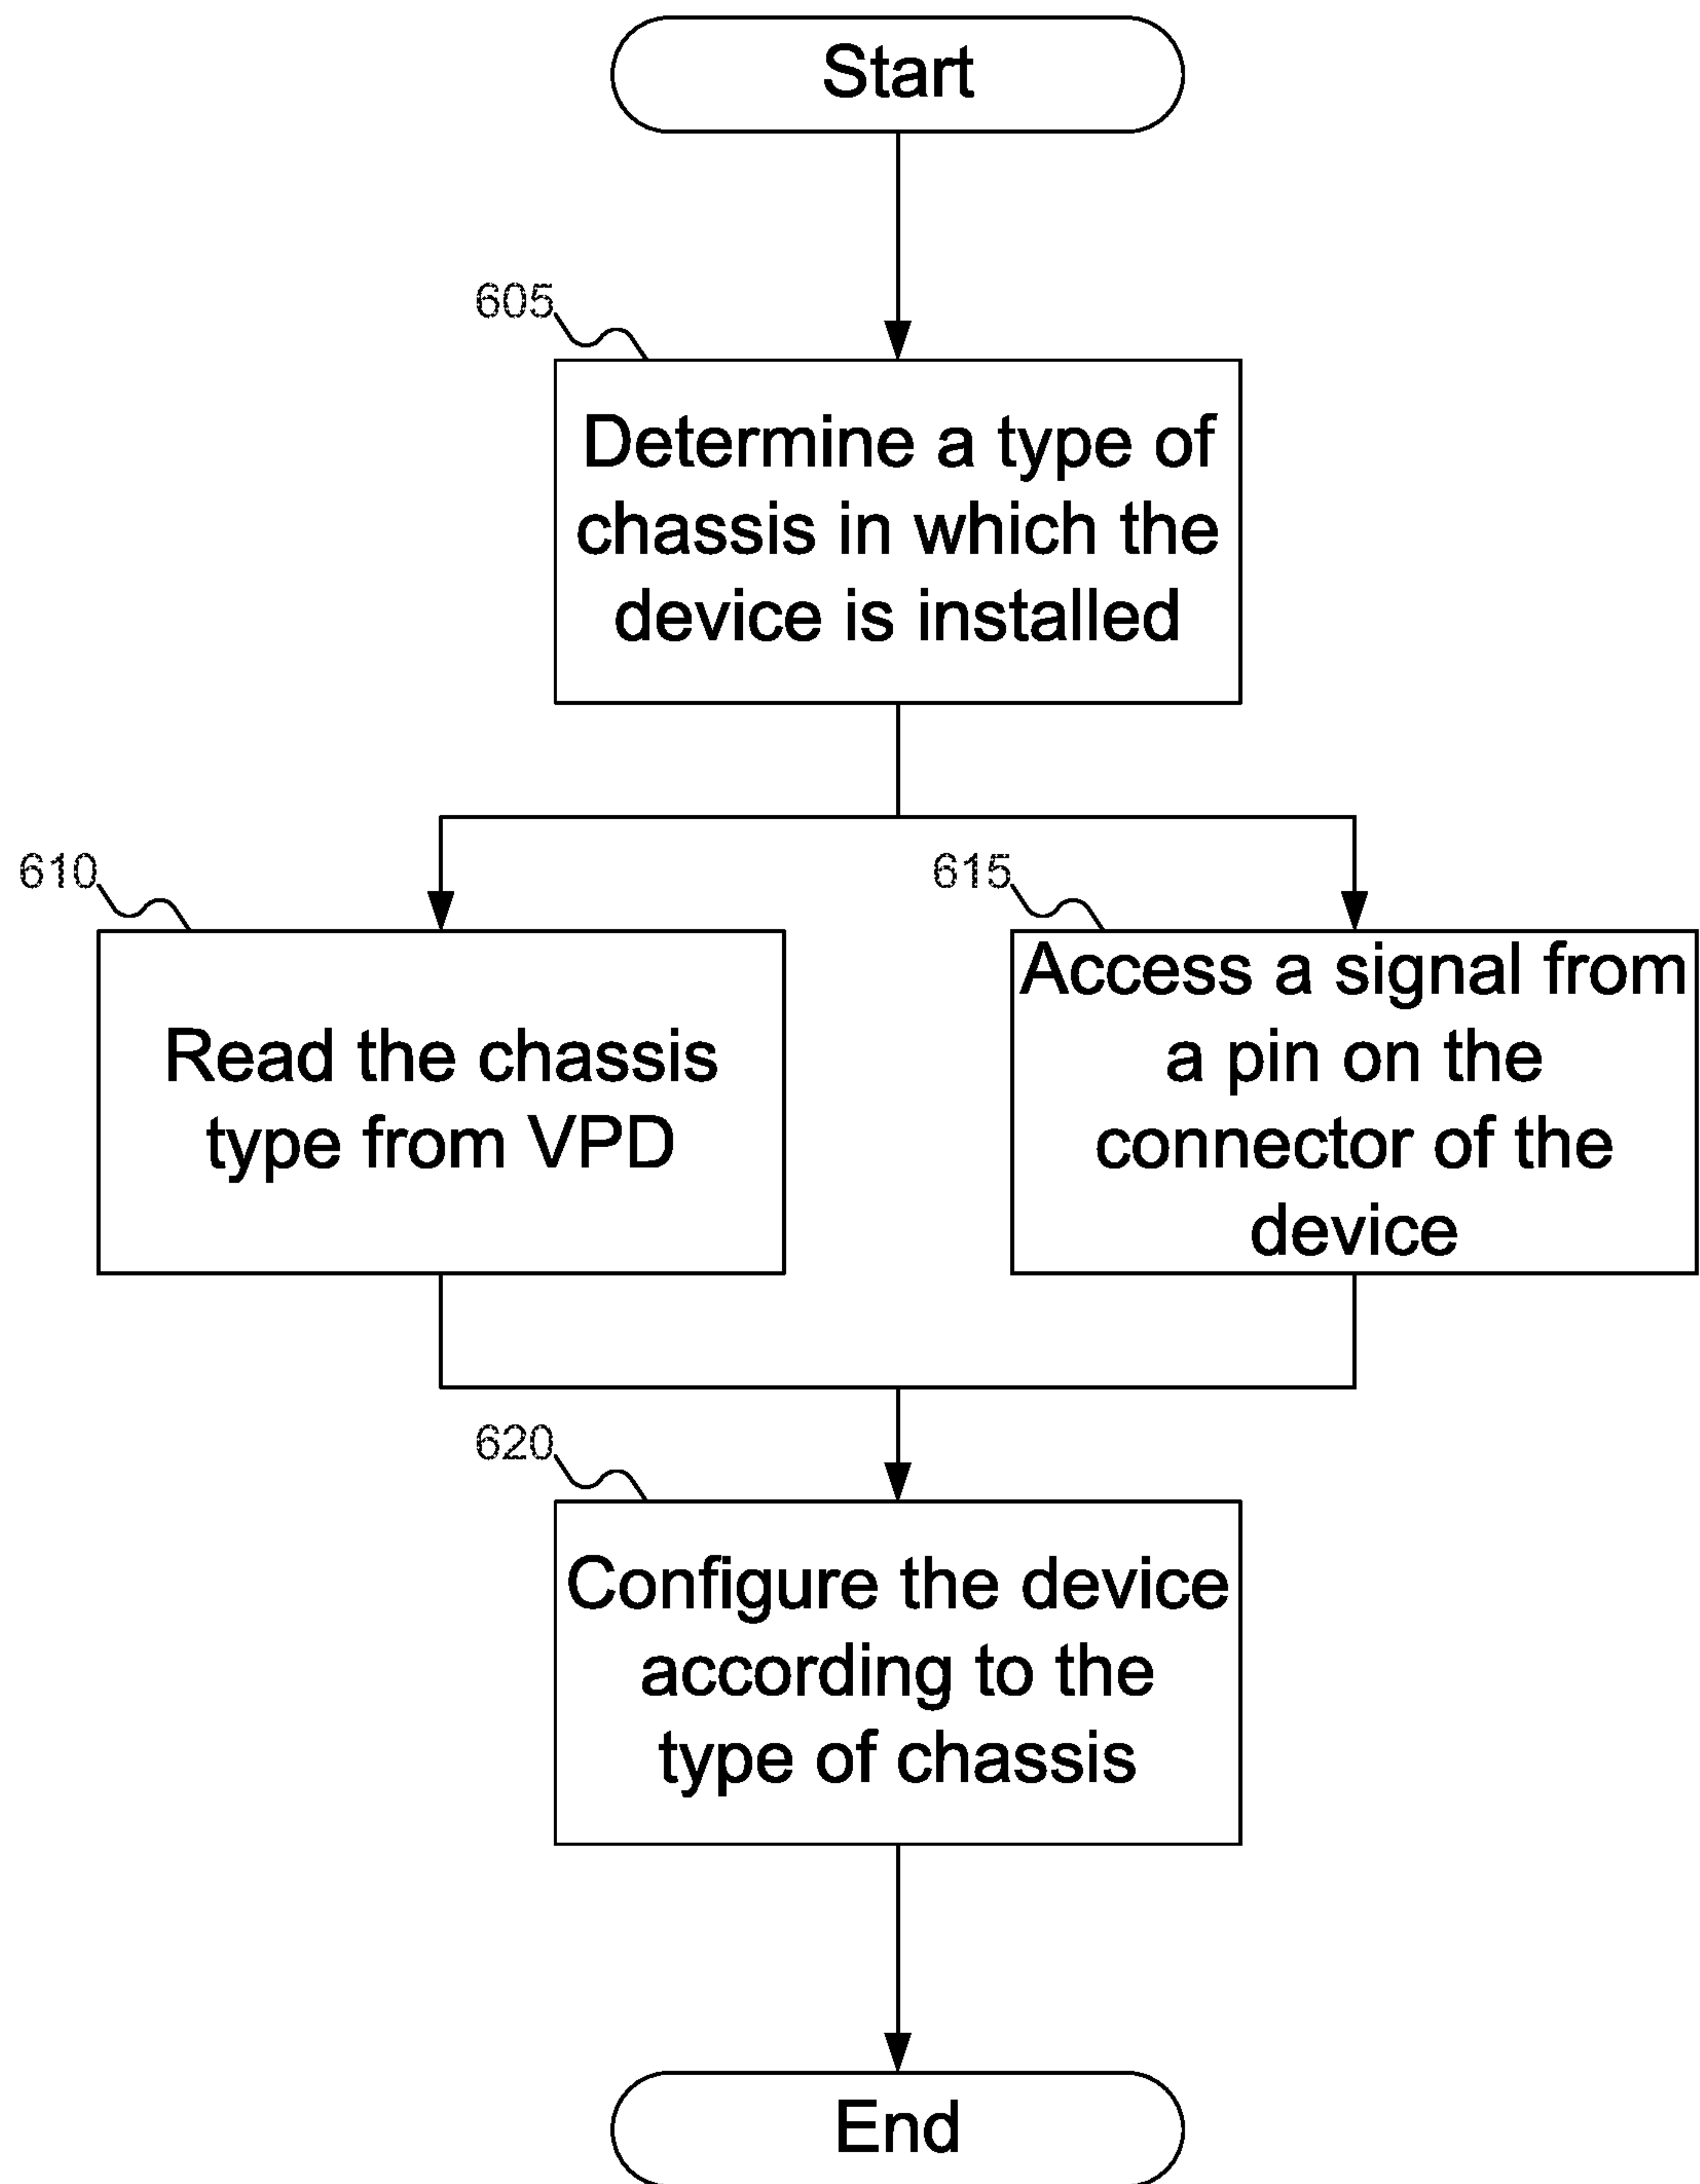 Start
605
Determine a type of
chassis in which the
device is installed
610
Read the chassis
type from VPD
615
Access a signal from
a pin on the
connector of the
device
620
Configure the device
according to the
type of chassis
End